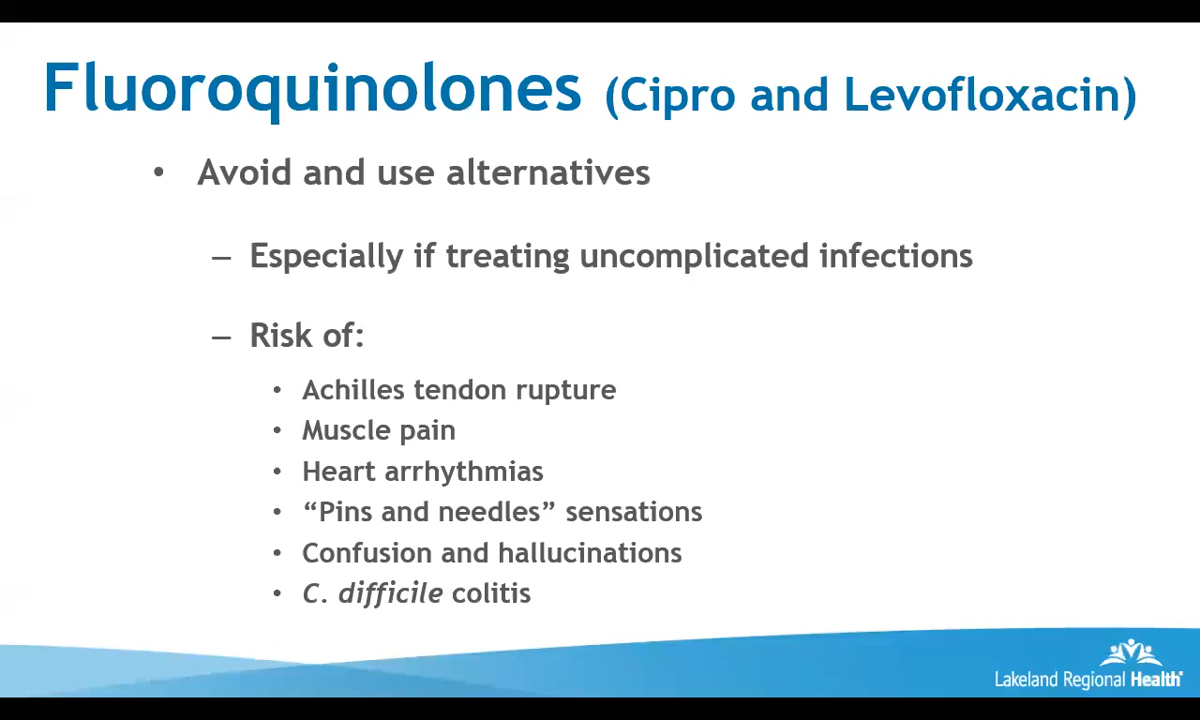 Fluoroquinolones (Cipro and Levofloxacin)
• Avoid and use alternatives
– Especially if treating uncomplicated infections
– Risk of:
• Achilles tendon rupture
• Muscle pain
• Heart arrhythmias
• “Pins and needles” sensations
• Confusion and hallucinations
• C. difficile colitis
Lakeland Regional Health